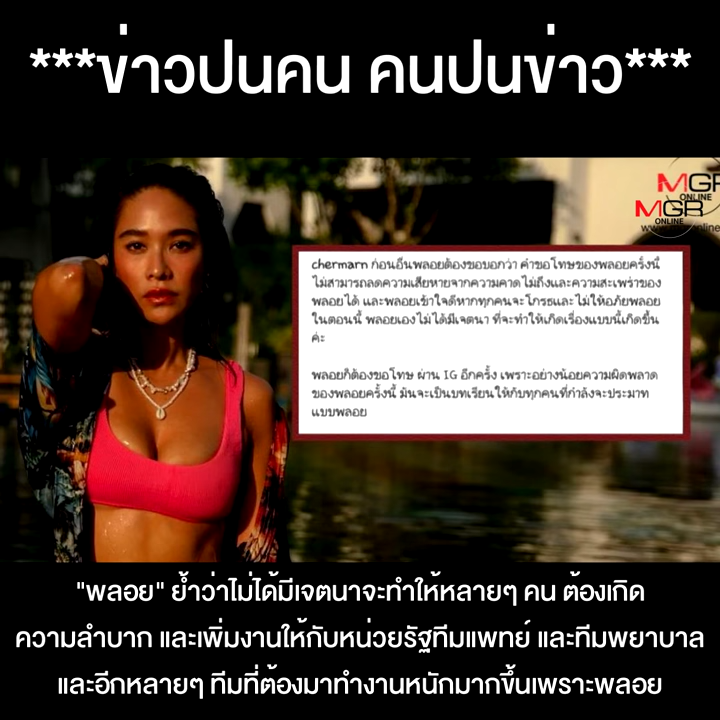 ***ข่าวปนคน คนปนข่าว***
MGR
ONLINE
MGR
ONLINE
chermarn ก่อนอื่นพลอยต้องขอบอกว่า คำขอโทษของพลอยครั้งนี้
ไม่สามารถลดความเสียหายจากความคาดไม่ถึงและความสะเพร่าของ
พลอยได้ และพลอยเข้าใจดีหากทุกคนจะโกรธและไม่ให้อภัยพลอย
ในตอนนี้ พลอยเองไม่ได้มีเจตนา ที่จะทำให้เกิดเรื่องแบบนี้เกิดขึ้น
ค่ะ
พลอยก็ต้องขอโทษ ผ่าน IG อีกครั้ง เพราะอย่างน้อยความผิดพลาด
ของพลอยครั้งนี้ มันจะเป็นบทเรียนให้กับทุกคนที่กำลังจะประมาท
แบบพลอย
"พลอย" ย้ำว่าไม่ได้มีเจตนาจะทำให้หลายๆ คน ต้องเกิด
ความลำบาก และเพิ่มงานให้กับหน่วยรัฐทีมแพทย์ และทีมพยาบาล
และอีกหลายๆ ทีมที่ต้องมาทำงานหนักมากขึ้นเพราะพลอย